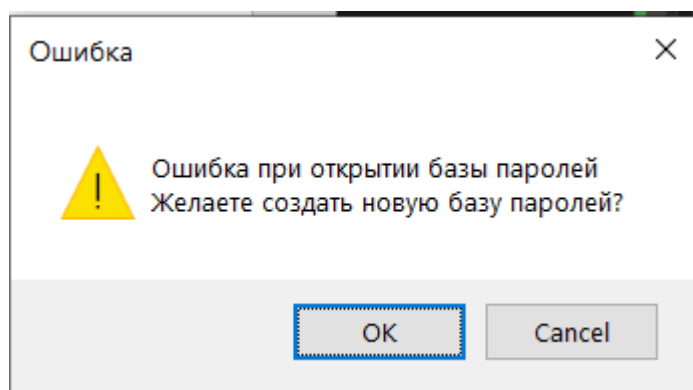 Ошибка
Ошибка при открытии базы паролей
Желаете создать новую базу паролей?
OK
Cancel